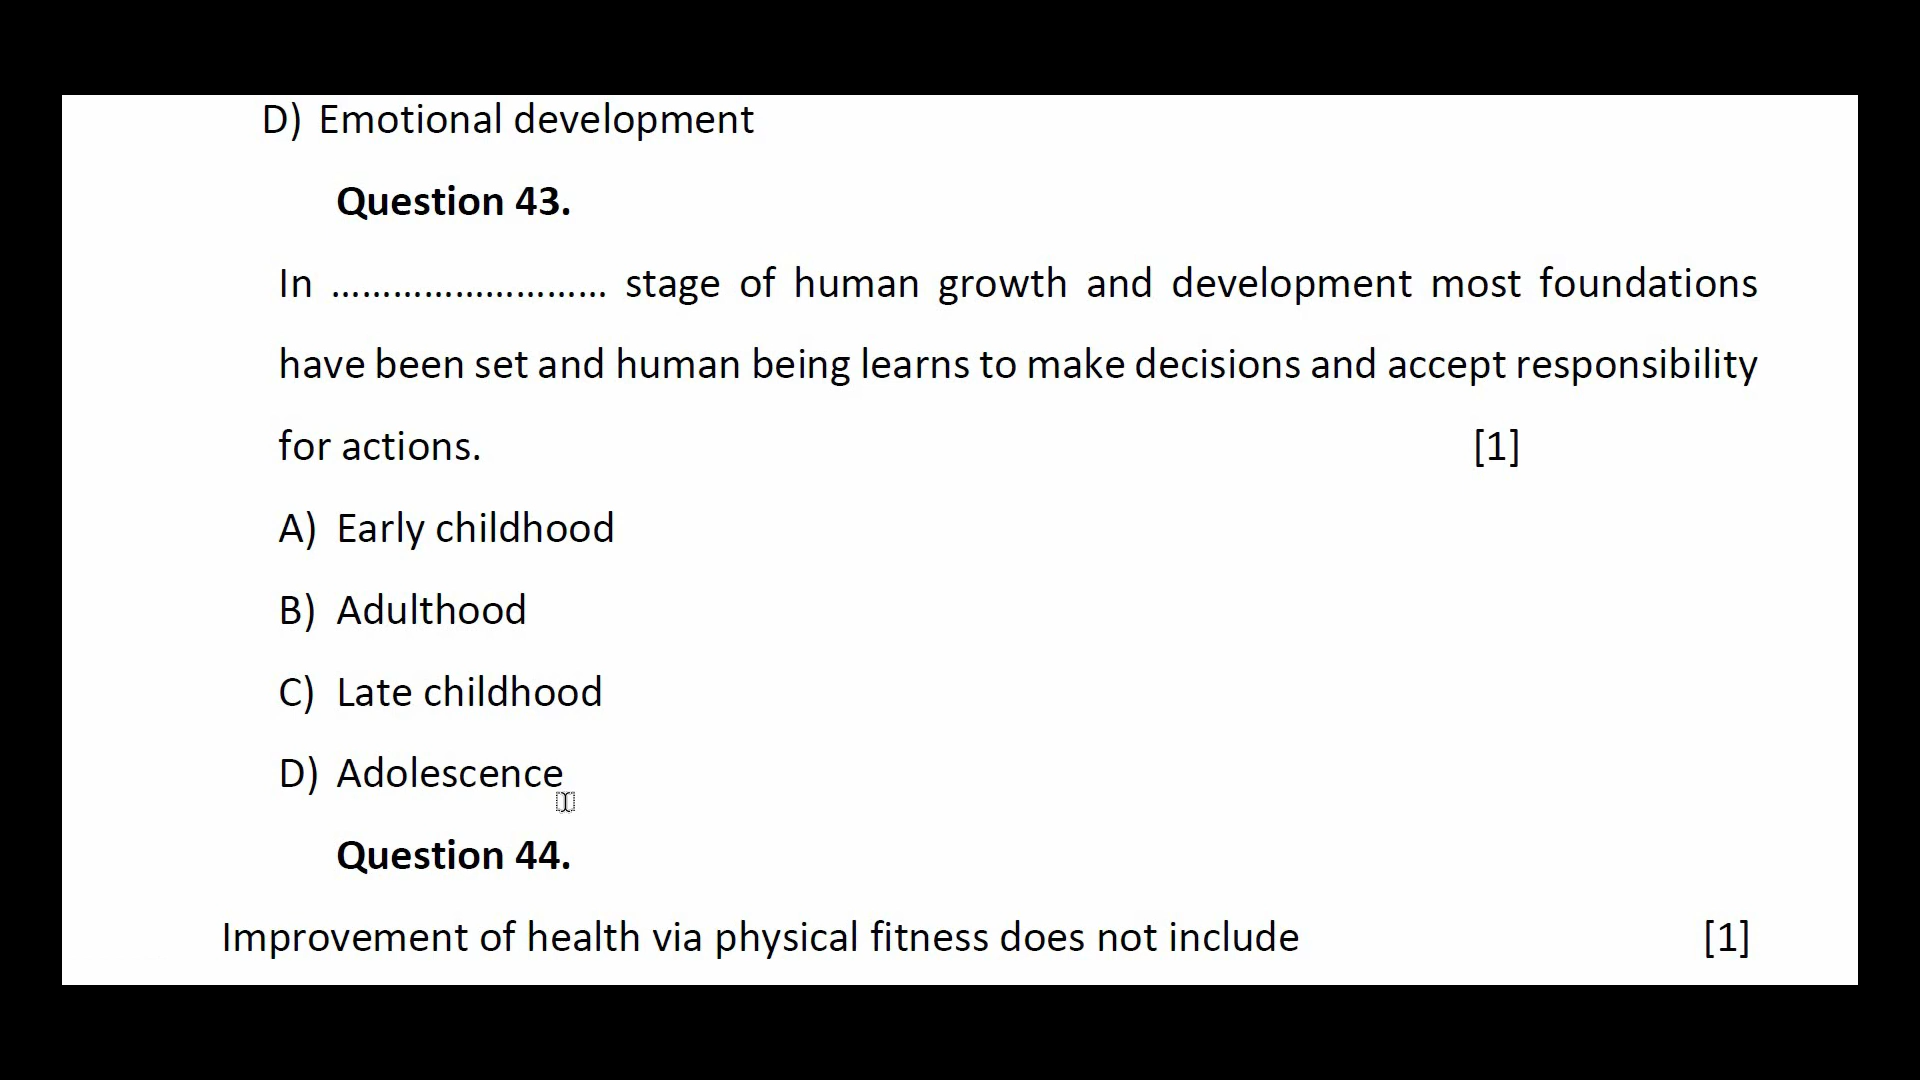 D) Emotional development
Question 43.
In ........................... stage of human growth and development most foundations
have been set and human being learns to make decisions and accept responsibility
for actions. [1]
A) Early childhood
B) Adulthood
C) Late childhood
D) Adolescence
Question 44.
Improvement of health via physical fitness does not include [1]